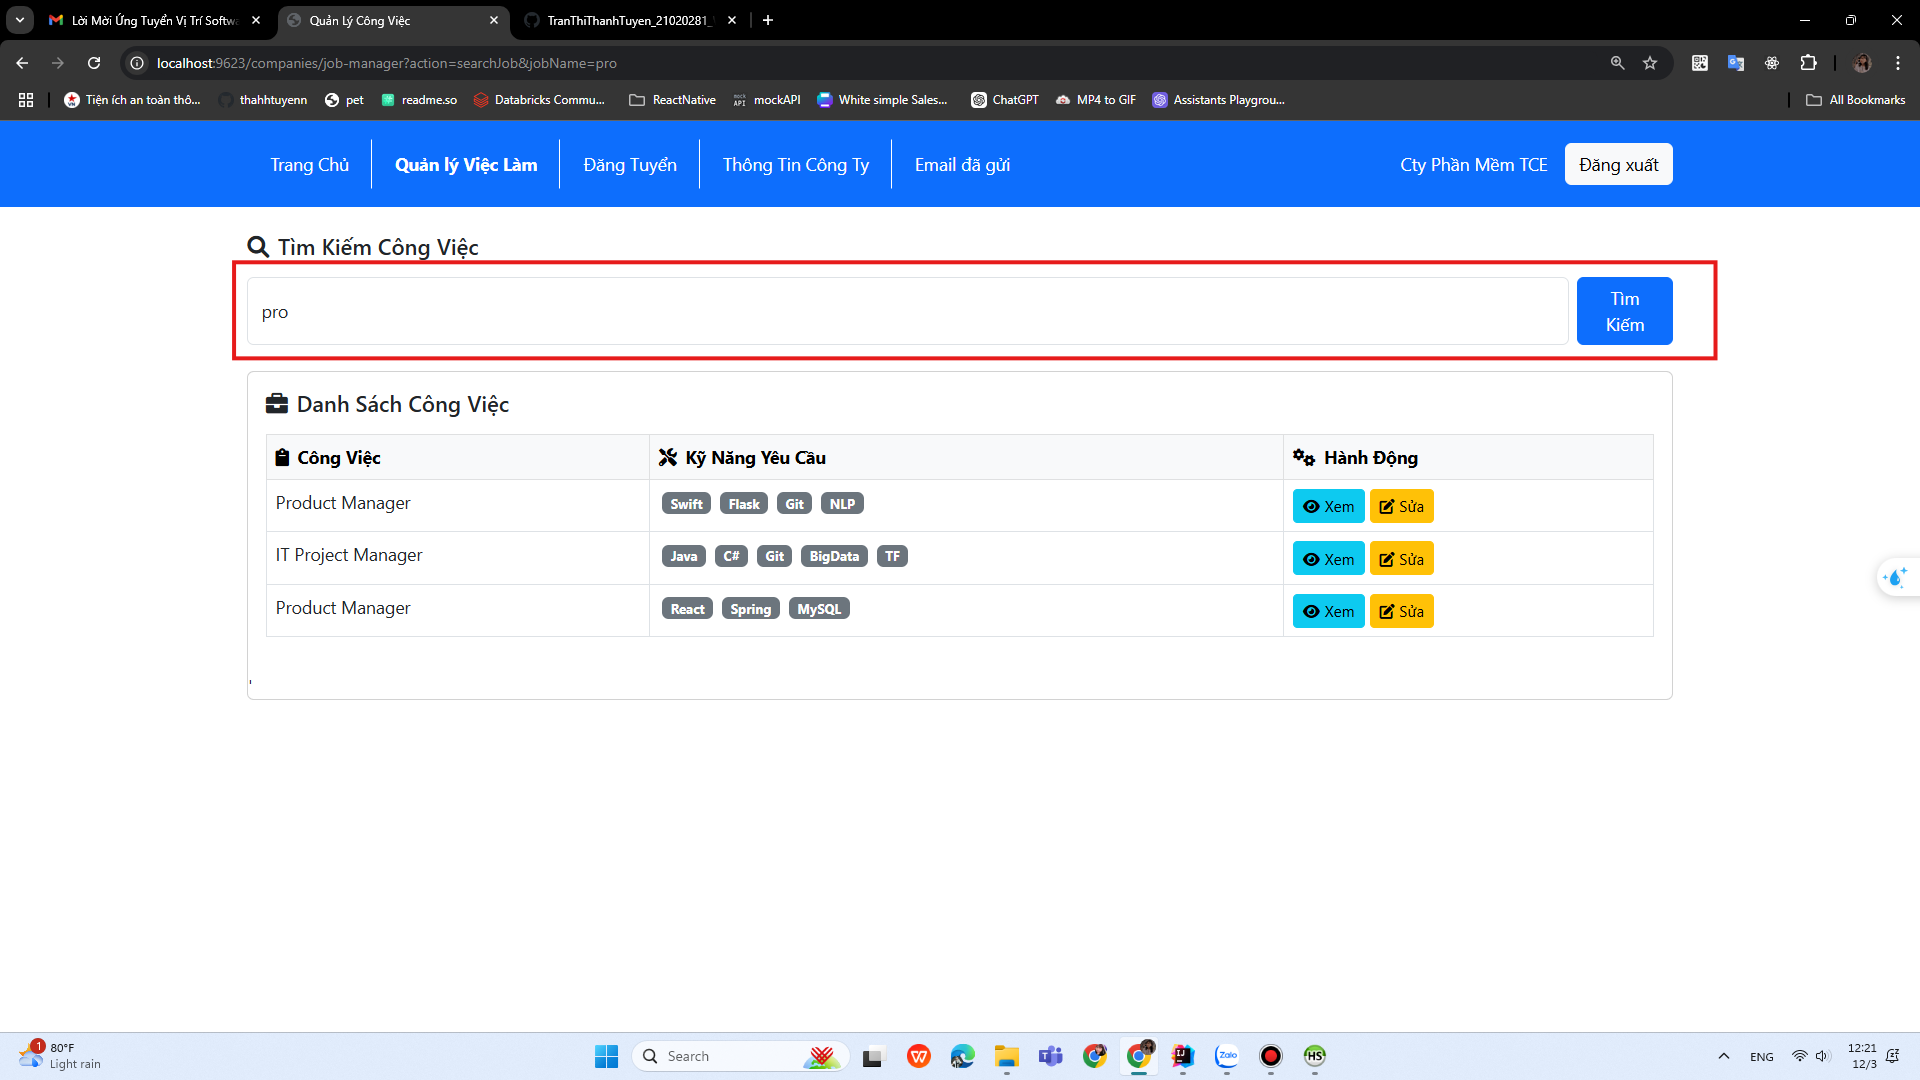 Lời Mời Ứng Tuyển Vị Trí Softwa
Quản Lý Công Việc
TranThiThanhTuyen_21020281_
localhost:9623/companies/job-manager?action=searchJob&jobName=pro
Tiện ích an toàn thô...
thahhtuyenn
pet
readme.so
Databricks Commu...
ReactNative
mock API
mockAPI
White simple Sales...
ChatGPT
MP4 to GIF
Assistants Playgrou...
All Bookmarks
Trang Chủ
Quản lý Việc Làm
Đăng Tuyển
Thông Tin Công Ty
Email đã gửi
Cty Phần Mềm TCE
Đăng xuất
Tìm Kiếm Công Việc
pro
Tìm
Kiếm
Danh Sách Công Việc
Công Việc
Kỹ Năng Yêu Cầu
Hành Động
Product Manager
Swift Flask Git NLP
Xem Sửa
IT Project Manager
Java C# Git BigData TF
Xem Sửa
Product Manager
React Spring MySQL
Xem Sửa
'
1
80°F
Light rain
Search
Zalo
HS
ENG
12:21
12/3